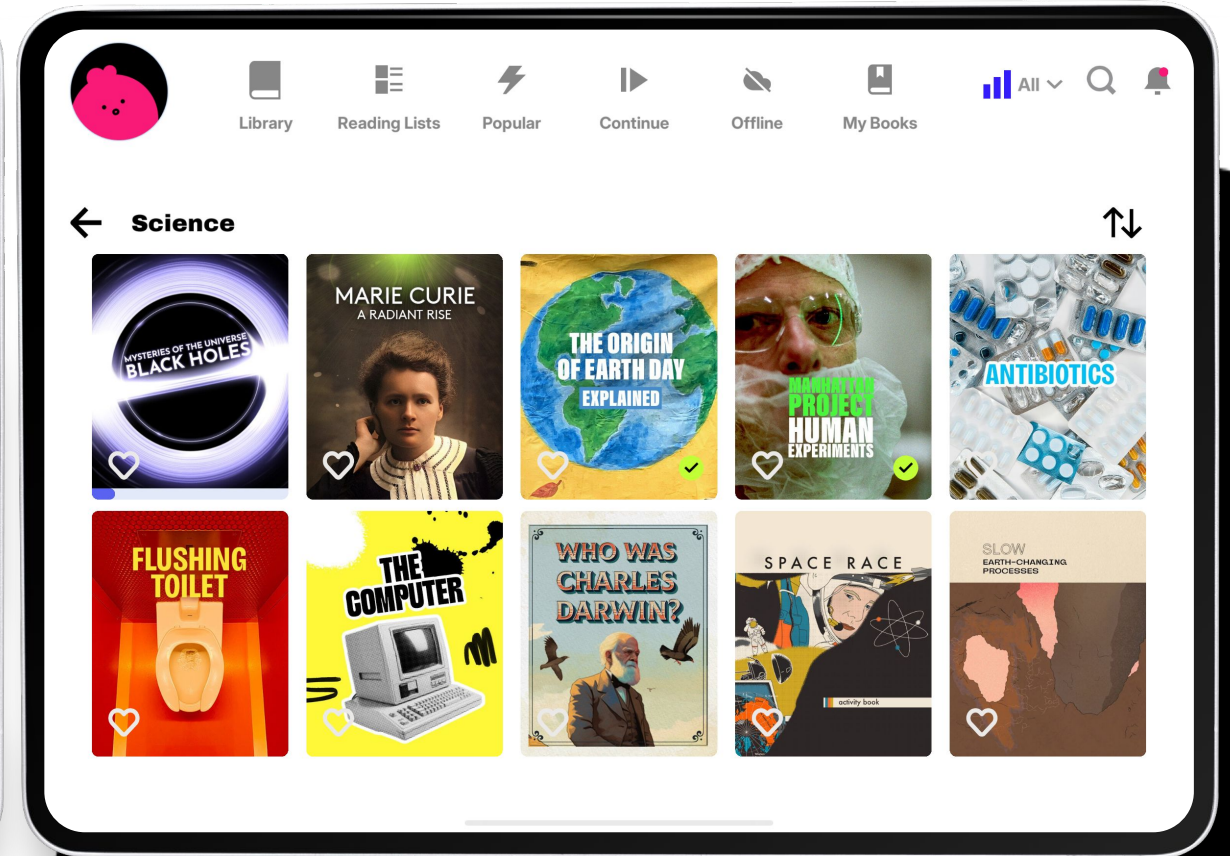 Library
Reading Lists
Popular
Continue
Offline
My Books
All
Science
MYSTERIES OF THE UNIVERSE
BLACK HOLES
MARIE CURIE
A RADIANT RISE
THE ORIGIN
OF EARTH DAY
EXPLAINED
MANHATTAN
PROJECT
HUMAN
EXPERIMENTS
ANTIBIOTICS
FLUSHING
TOILET
THE
COMPUTER
WHO WAS
CHARLES
DARWIN?
SPACE RACE
activity book
SLOW
EARTH-CHANGING
PROCESSES